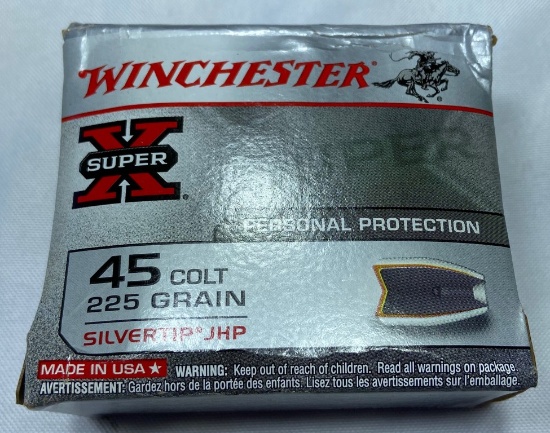 WINCHESTER
X
SUPER
SUPER
PERSONAL PROTECTION
45 COLT
225 GRAIN
SILVERTIP® JHP
MADE IN USA ★ WARNING: Keep out of reach of children. Read all warnings on package.
AVERTISSEMENT: Gardez hors de la portée des enfants. Lisez tous les avertissements sur l'emballage.